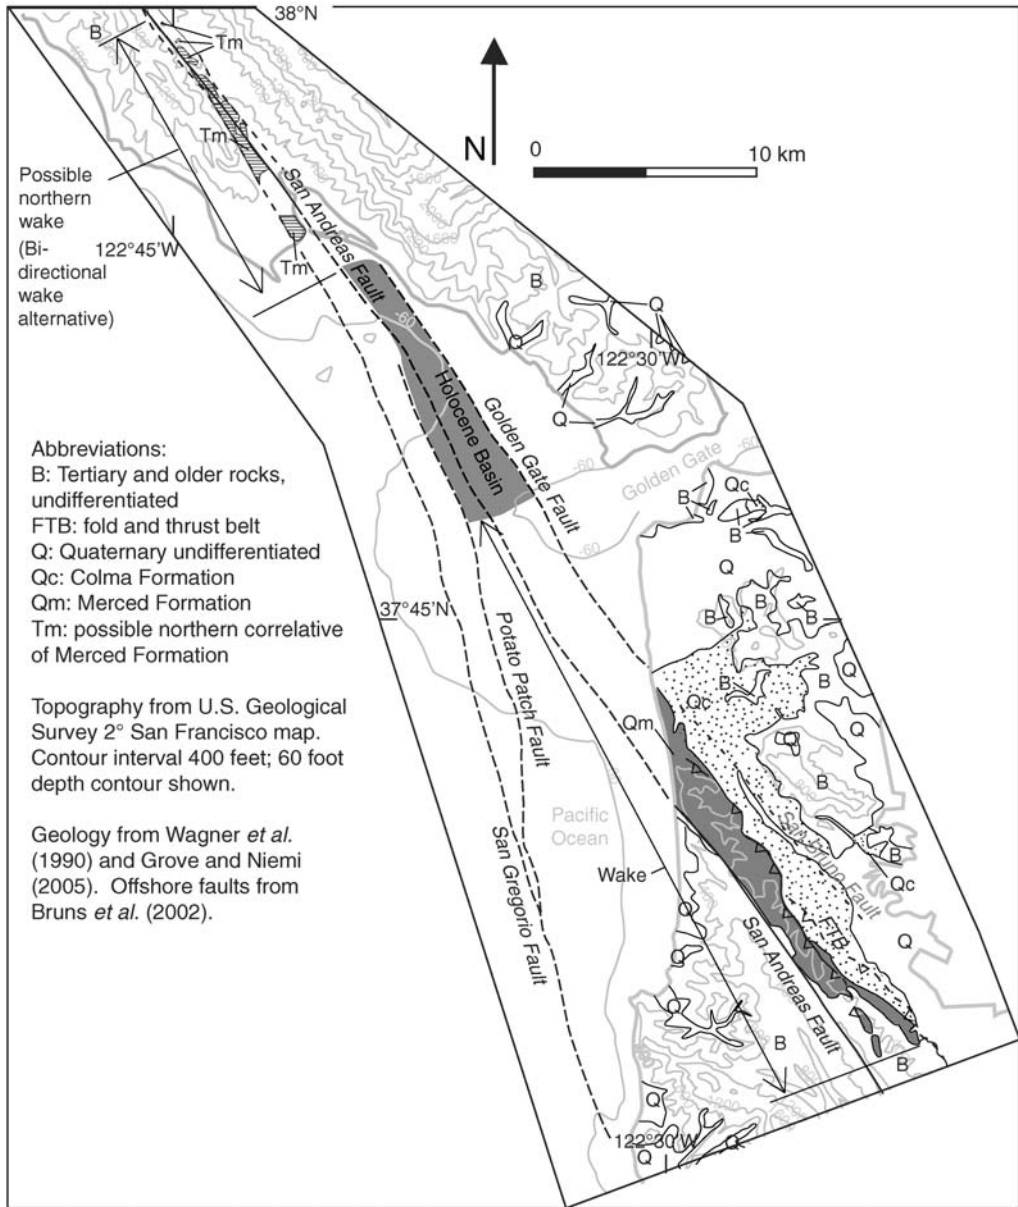 38°N
B
Tm
Tm
Tm
N
0
10 km
Possible
northern
wake
(Bi-
directional
wake
alternative)
122°45'W
San Andreas Fault
-60
B
Q
Q
Q
122°30'W
Holocene Basin
Golden Gate Fault
-60
Golden Gate
-60
-60
Abbreviations:
B: Tertiary and older rocks,
undifferentiated
FTB: fold and thrust belt
Q: Quaternary undifferentiated
Qc: Colma Formation
Qm: Merced Formation
Tm: possible northern correlative
of Merced Formation
Topography from U.S. Geological
Survey 2° San Francisco map.
Contour interval 400 feet; 60 foot
depth contour shown.
Geology from Wagner et al.
(1990) and Grove and Niemi
(2005). Offshore faults from
Bruns et al. (2002).
37°45'N
Potato Patch Fault
San Gregorio Fault
Pacific
Ocean
Wake
San Andreas Fault
San Bruno Fault
FTB
Qm
Qc
B
Qc
B
Q
B
B
B
B
B
Q
Q
Q
B
B
Qc
Q
Q
Q
Q
B
B
Q
Q
Q
122°30'W